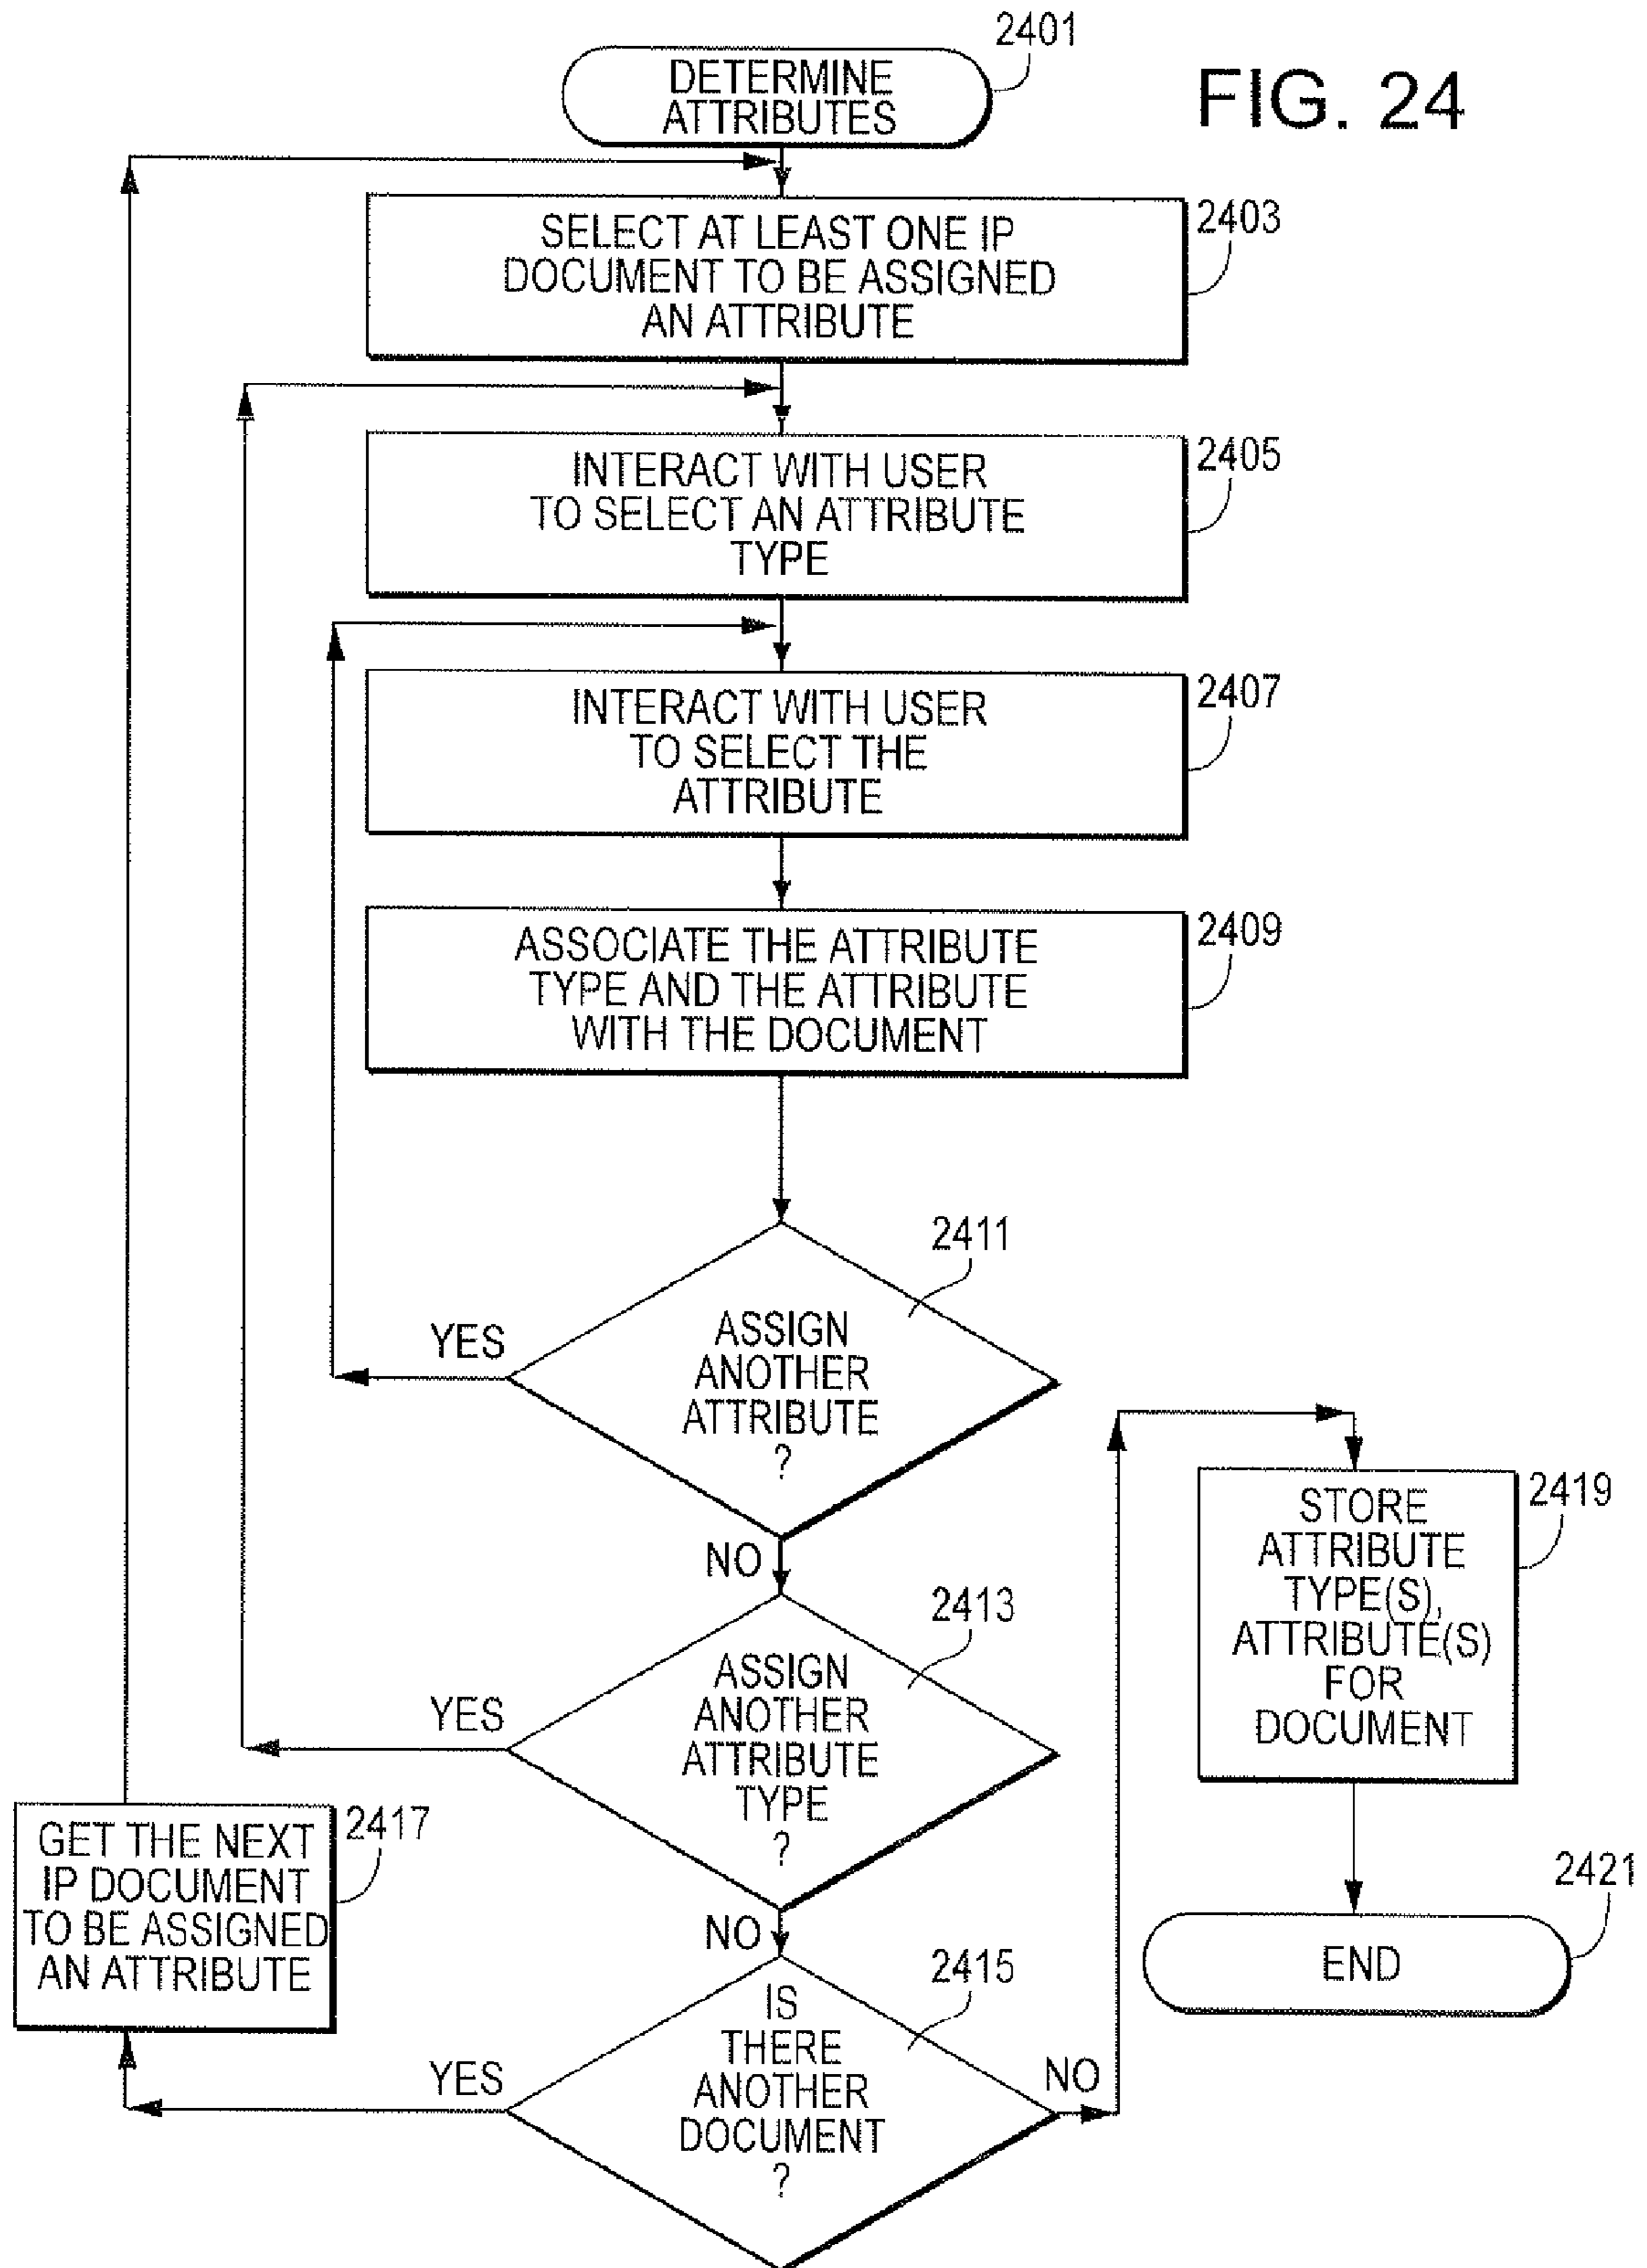 2401
DETERMINE
ATTRIBUTES
FIG. 24
2403
SELECT AT LEAST ONE IP
DOCUMENT TO BE ASSIGNED
AN ATTRIBUTE
2405
INTERACT WITH USER
TO SELECT AN ATTRIBUTE
TYPE
2407
INTERACT WITH USER
TO SELECT THE
ATTRIBUTE
2409
ASSOCIATE THE ATTRIBUTE
TYPE AND THE ATTRIBUTE
WITH THE DOCUMENT
2411
YES
ASSIGN
ANOTHER
ATTRIBUTE
?
NO
2413
YES
ASSIGN
ANOTHER
ATTRIBUTE
TYPE
?
NO
2415
YES
IS
THERE
ANOTHER
DOCUMENT
?
NO
2417
GET THE NEXT
IP DOCUMENT
TO BE ASSIGNED
AN ATTRIBUTE
2419
STORE
ATTRIBUTE
TYPE(S),
ATTRIBUTE(S)
FOR
DOCUMENT
2421
END